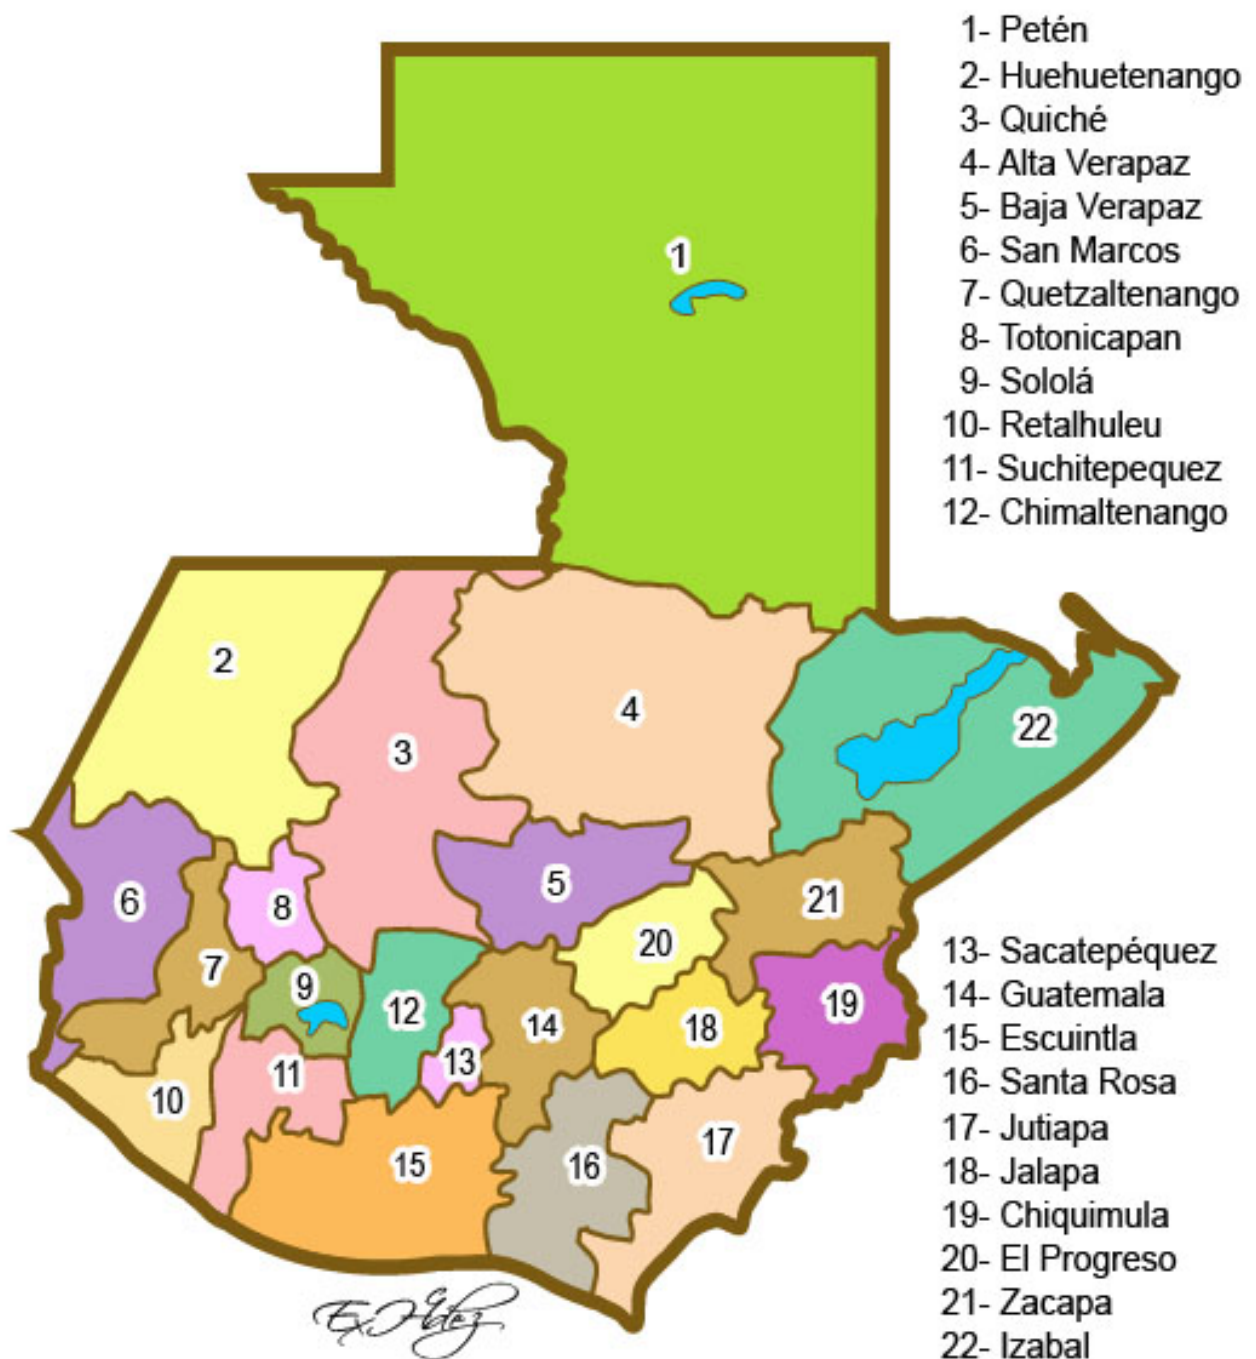 1- Petén
2- Huehuetenango
3- Quiché
4- Alta Verapaz
5- Baja Verapaz
6- San Marcos
7- Quetzaltenango
8- Totonicapan
9- Sololá
10- Retalhuleu
11- Suchitepequez
12- Chimaltenango
1
2
3
4
22
5
6
7
8
21
20
9
12
14
18
19
13
11
10
15
16
17
13- Sacatepéquez
14- Guatemala
15- Escuintla
16- Santa Rosa
17- Jutiapa
18- Jalapa
19- Chiquimula
20- El Progreso
21- Zacapa
22- Izabal